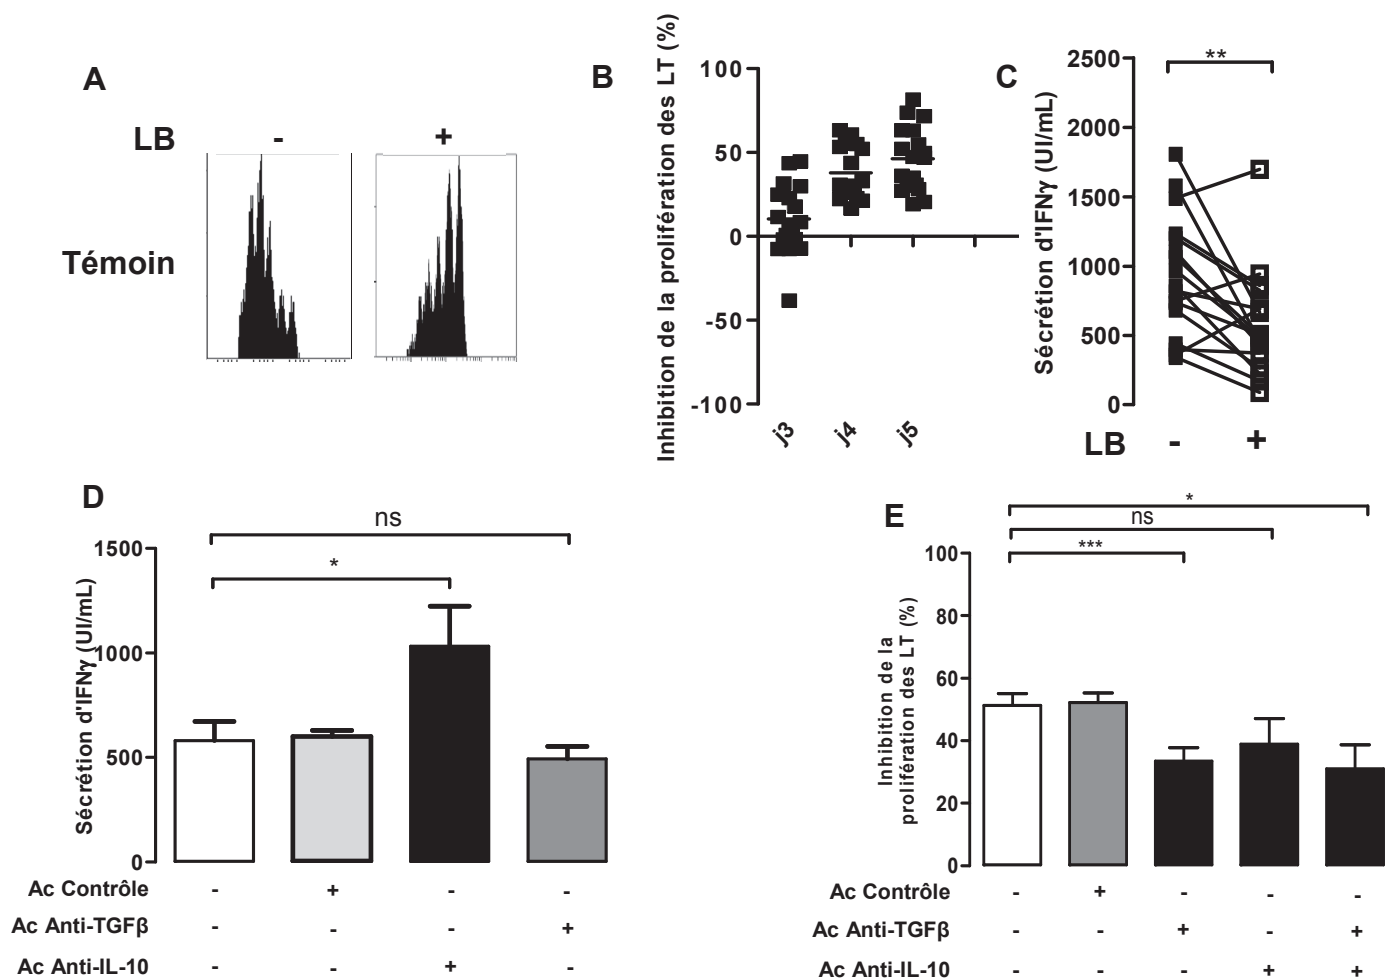 A
LB - +
Témoin
B
Inhibition de la prolifération des LT (%)
100
50
0
-50
-100
j3 j4 j5
C
Sécrétion d'IFNγ (UI/mL)
2500
2000
1500
1000
500
0
**
LB - +
D
Sécrétion d'IFNγ (UI/mL)
1500
1000
500
0
ns
*
Ac Contrôle - + - -
Ac Anti-TGFβ - - - +
Ac Anti-IL-10 - - + -
E
Inhibition de la
prolifération des LT (%)
100
80
60
40
20
0
*
ns
***
Ac Contrôle - + - - -
Ac Anti-TGFβ - - + - +
Ac Anti-IL-10 - - - + +